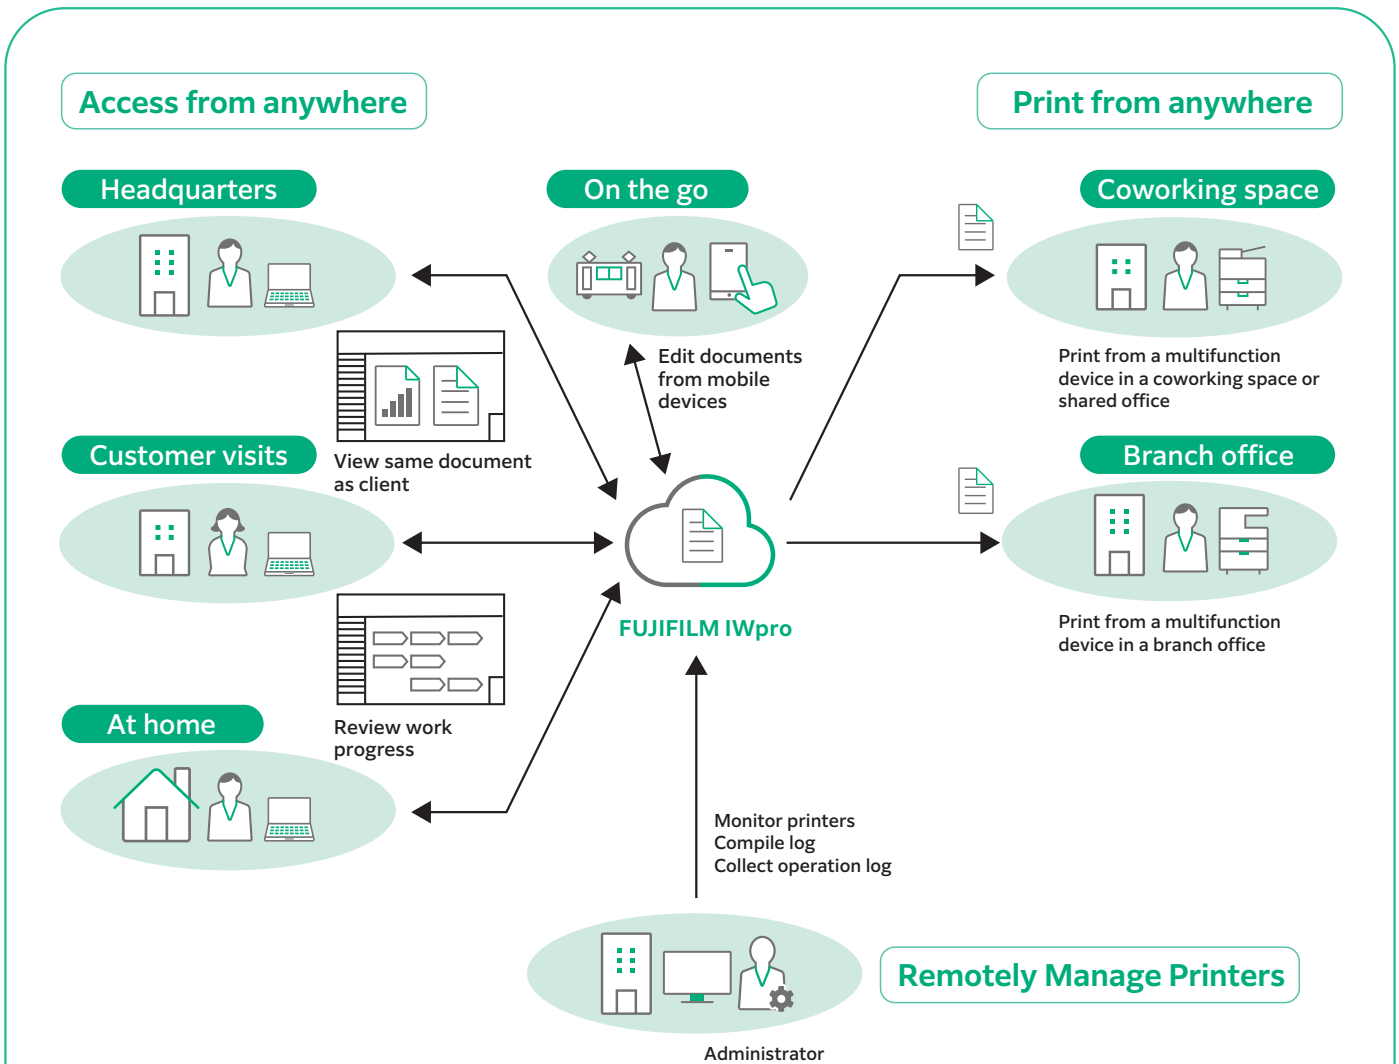 Access from anywhere
Print from anywhere
Headquarters
On the go
Coworking space
Edit documents
from mobile
devices
Print from a multifunction
device in a coworking space or
shared office
Customer visits
View same document
as client
Branch office
FUJIFILM IWpro
Print from a multifunction
device in a branch office
At home
Review work
progress
Monitor printers
Compile log
Collect operation log
Remotely Manage Printers
Administrator